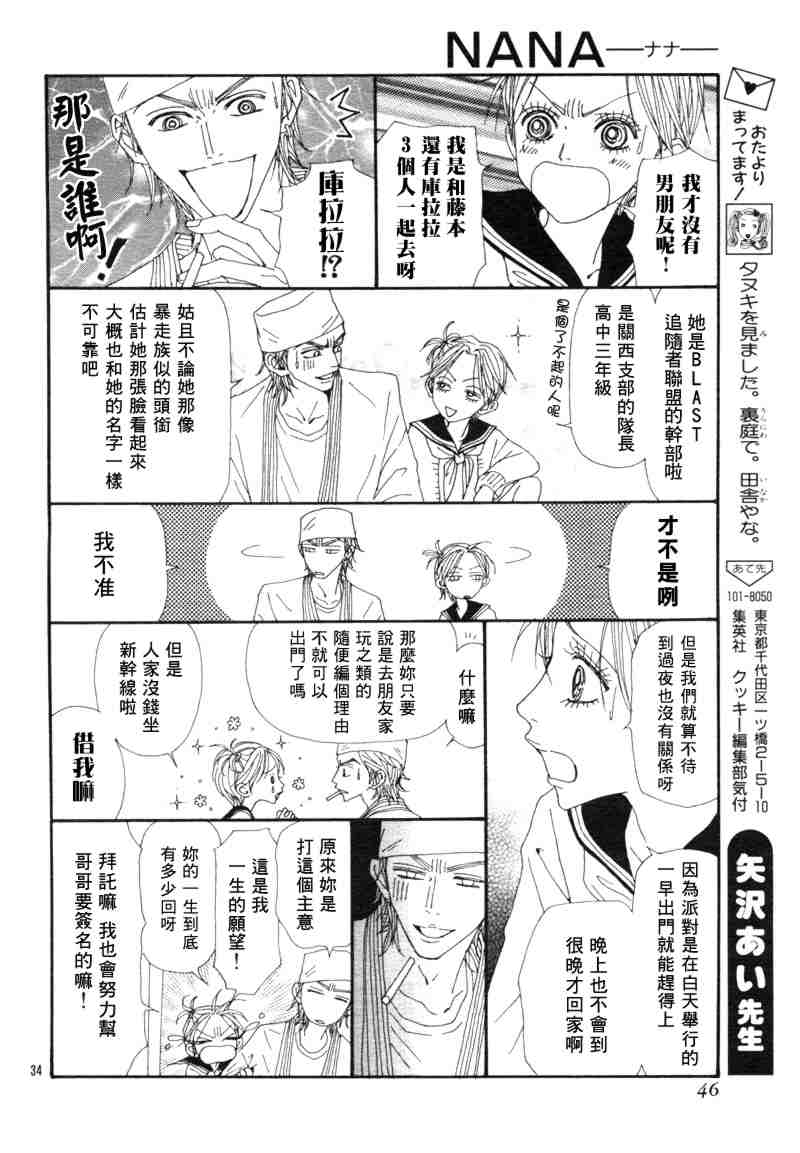 NANA—ナナ—
我才沒有
男朋友呢！
我是和藤本
還有庫拉拉
3個人一起去呀
庫拉拉!?
那是誰啊！
她是BLAST
追隨者聯盟的幹部啦
是關西支部的隊長
高中三年級
是個了不起的人呢
姑且不論她那像
暴走族似的頭銜
估計她那張臉看起來
大概也和她的名字一樣
不可靠吧
才不是咧
我不准
但是我們就算不待
到過夜也沒有關係呀
因為派對是在白天舉行的
一早出門就能趕得上
晚上也不會到
很晚才回家啊
!!!
什麼嘛
那麼妳只要
說是去朋友家
玩之類的
隨便編個理由
不就可以
出門了嗎
但是
人家沒錢坐
新幹線啦
借我嘛
原來妳是
打這個主意
這是我
一生的願望！
妳的一生到底
有多少回呀
拜託嘛 我也會努力幫
哥哥要簽名的嘛！
34
46
おたより
まってます！
タヌキを見ました。裏庭で。田舎やな。
み
うらにわ
いなか
あて先
101-8050
東京都千代田区一ツ橋2-5-10
集英社 クッキー編集部気付
矢沢あい先生